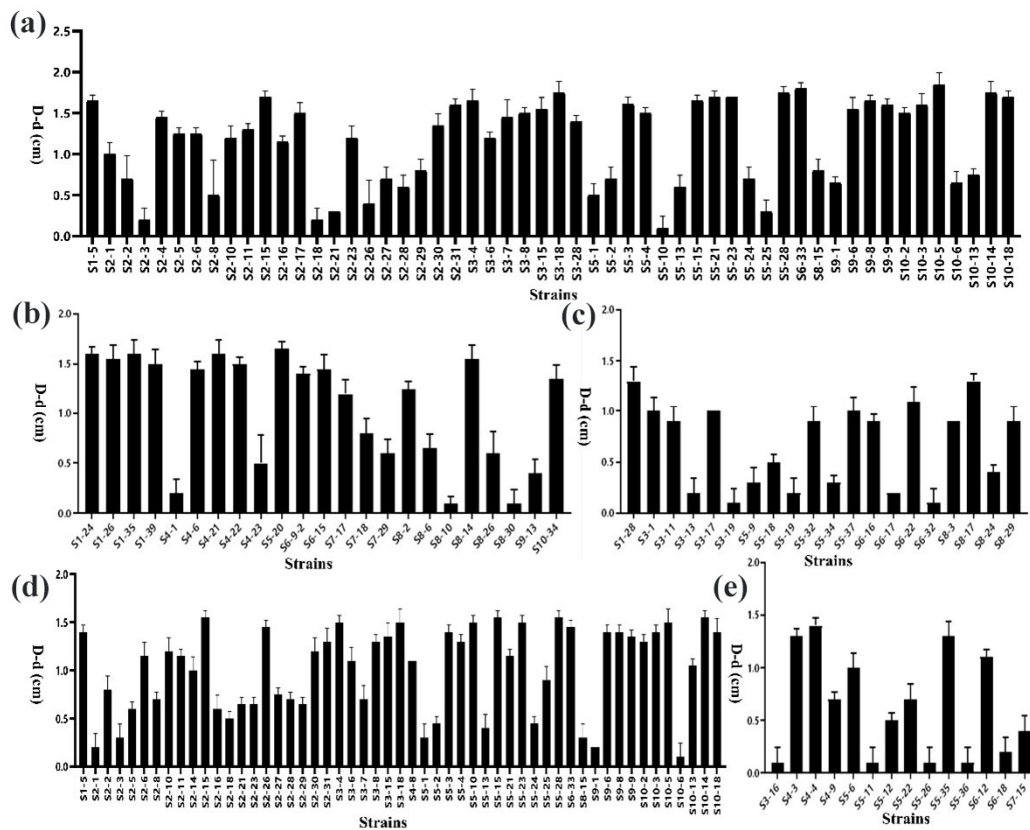 (a)
2.5
2.0
1.5
1.0
0.5
0.0
D-d (cm)
S1-5 S2-1 S2-2 S2-3 S2-4 S2-5 S2-6 S2-8 S2-10 S2-11 S2-15 S2-16 S2-17 S2-18 S2-21 S2-23 S2-26 S2-27 S2-28 S2-29 S2-30 S2-31 S3-4 S3-6 S3-7 S3-8 S3-15 S3-18 S3-28 S5-1 S5-2 S5-3 S5-4 S5-10 S5-13 S5-15 S5-21 S5-23 S5-24 S5-25 S5-28 S6-33 S8-15 S9-1 S9-6 S9-8 S9-9 S10-2 S10-3 S10-5 S10-6 S10-13 S10-14 S10-18
Strains
(b)
2.0
1.5
1.0
0.5
0.0
D-d (cm)
S1-24 S1-26 S1-35 S1-39 S4-1 S4-6 S4-21 S4-22 S4-23 S5-20 S6-9-2 S6-15 S7-17 S7-18 S7-29 S8-2 S8-6 S8-10 S8-14 S8-26 S8-30 S9-13 S10-34
Strains
(c)
2.0
1.5
1.0
0.5
0.0
D-d (cm)
S1-28 S3-1 S3-11 S3-13 S3-17 S3-19 S5-9 S5-18 S5-19 S5-32 S5-34 S5-37 S6-16 S6-17 S6-22 S6-32 S8-3 S8-17 S8-24 S8-29
Strains
(d)
2.0
1.5
1.0
0.5
0.0
D-d (cm)
S1-5 S2-1 S2-2 S2-3 S2-5 S2-6 S2-8 S2-10 S2-11 S2-14 S2-15 S2-16 S2-18 S2-21 S2-23 S2-26 S2-27 S2-28 S2-29 S2-30 S2-31 S3-4 S3-6 S3-7 S3-8 S3-15 S3-18 S4-8 S5-1 S5-2 S5-3 S5-4 S5-10 S5-13 S5-15 S5-21 S5-23 S5-24 S5-25 S5-28 S6-33 S8-15 S9-1 S9-6 S9-8 S9-9 S10-2 S10-3 S10-5 S10-6 S10-13 S10-14 S10-18
Strains
(e)
2.0
1.5
1.0
0.5
0.0
D-d (cm)
S3-16 S4-3 S4-4 S4-9 S5-6 S5-11 S5-12 S5-22 S5-26 S5-35 S5-36 S6-12 S6-18 S7-15
Strains